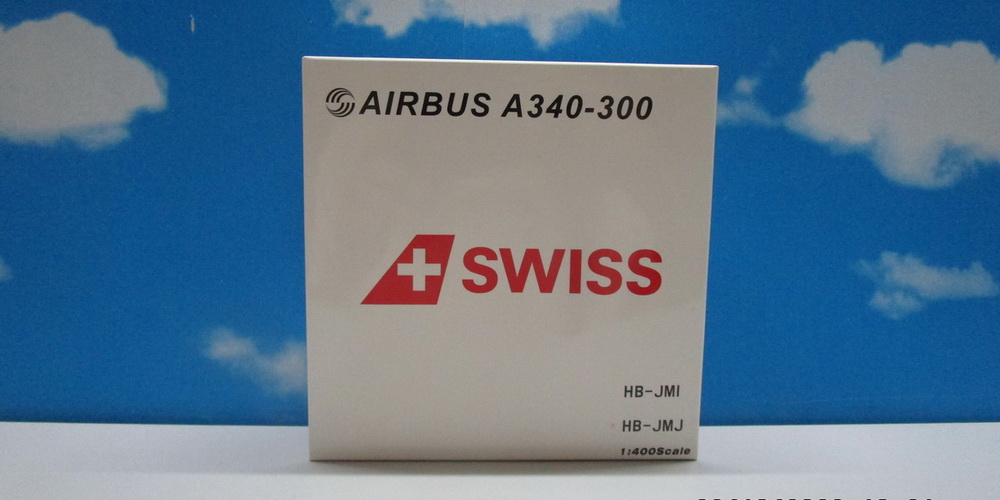 AIRBUS A340-300
SWISS
HB-JMI
HB-JMJ
1:400Scale